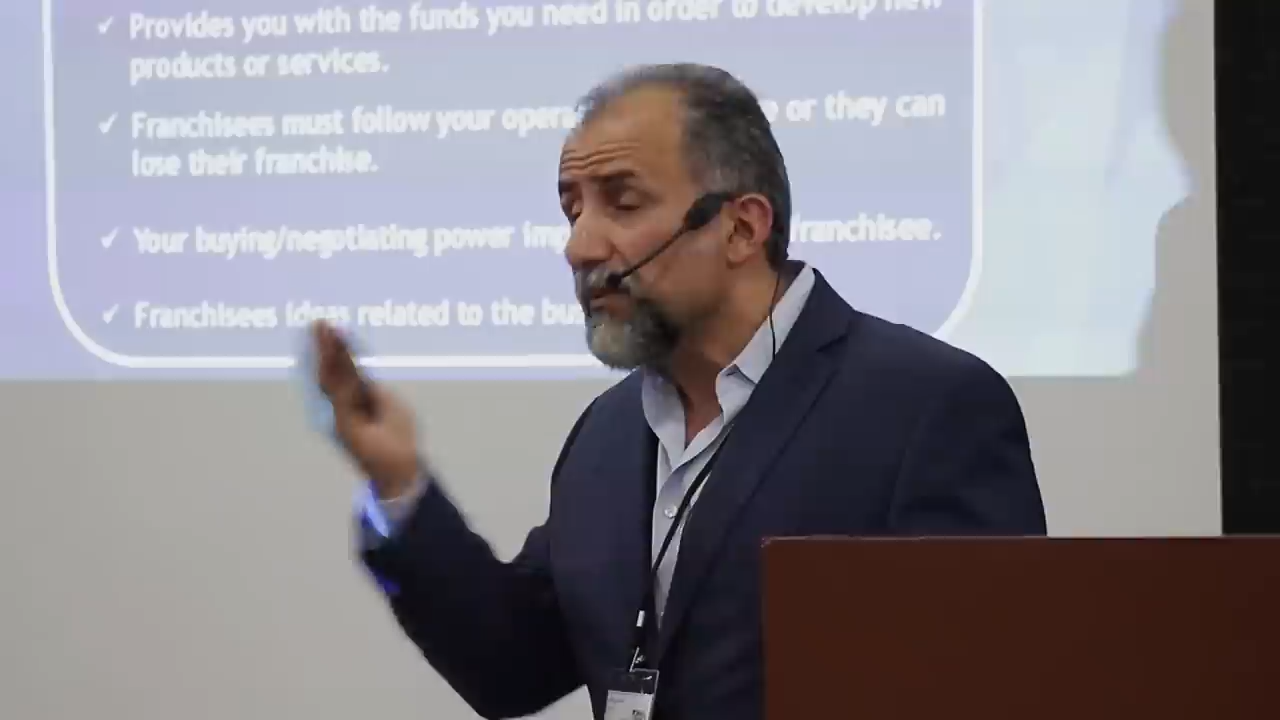 ✓ Provides you with the funds you need in order to develop new
products or services.
✓ Franchisees must follow your opera or they can
lose their franchise.
✓ Your buying/negotiating power franchisee.
✓ Franchisees ideas related to the